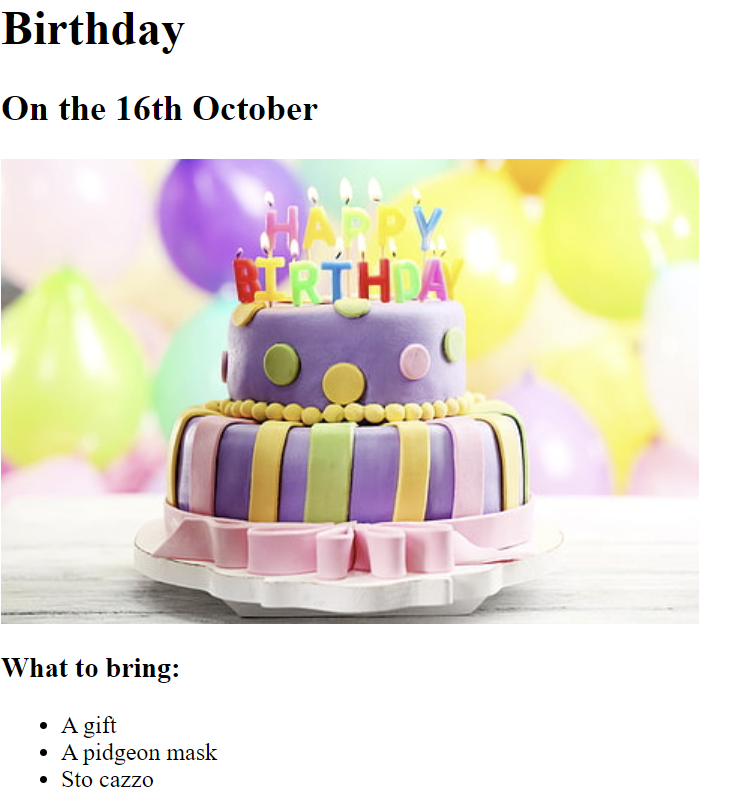 Birthday
On the 16th October
HAPPY
BIRTHDAY
What to bring:
A gift
A pidgeon mask
Sto cazzo